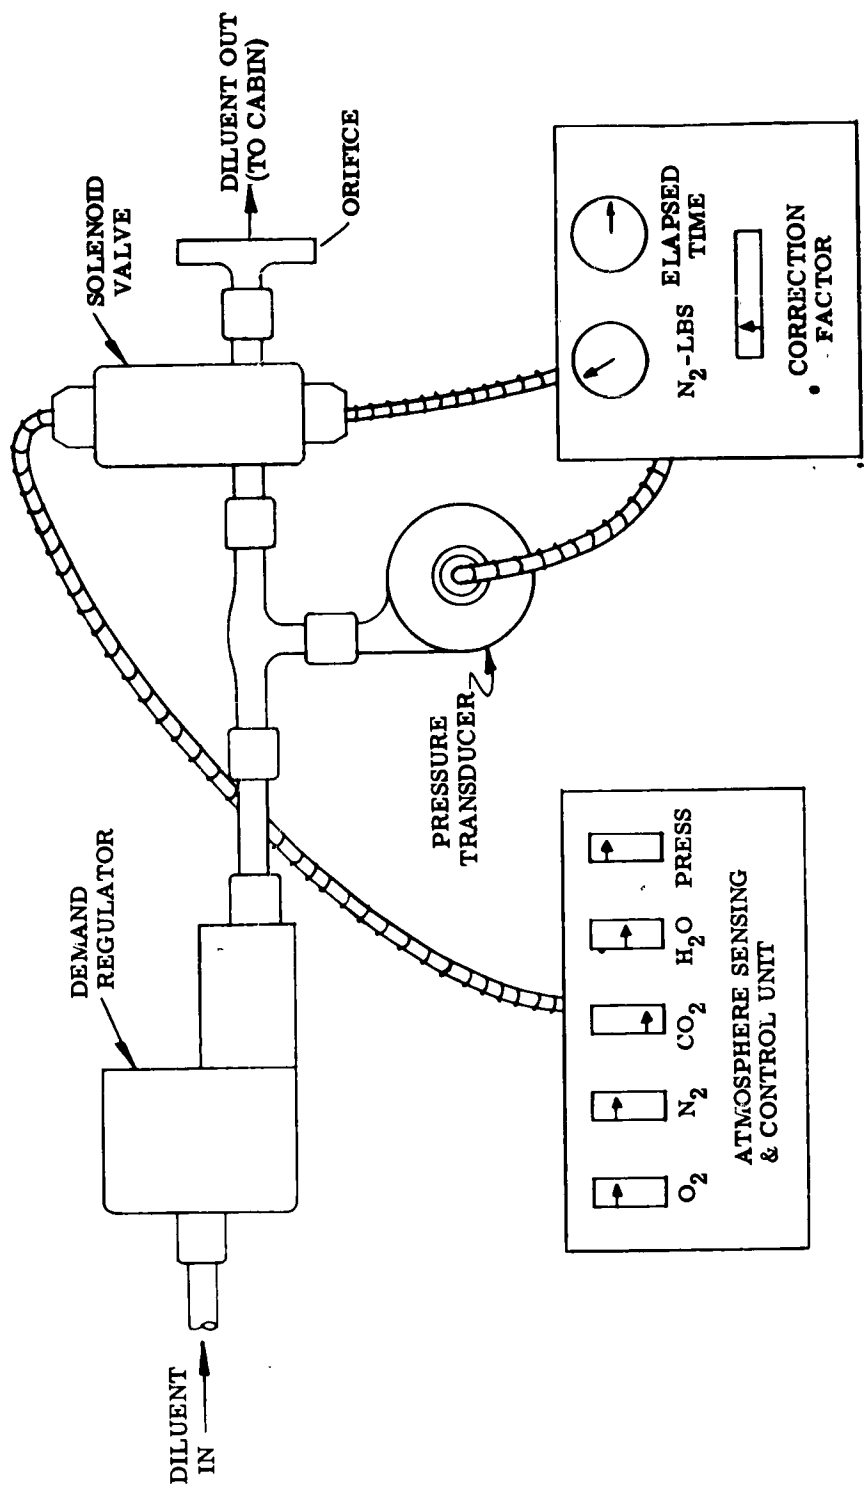 DILUENT
IN
DEMAND
REGULATOR
SOLENOID
VALVE
DILUENT OUT
(TO CABIN)
ORIFICE
PRESSURE
TRANSDUCER
O2
N2
CO2
H2O
PRESS
ATMOSPHERE SENSING
& CONTROL UNIT
N2-LBS
ELAPSED
TIME
CORRECTION
FACTOR